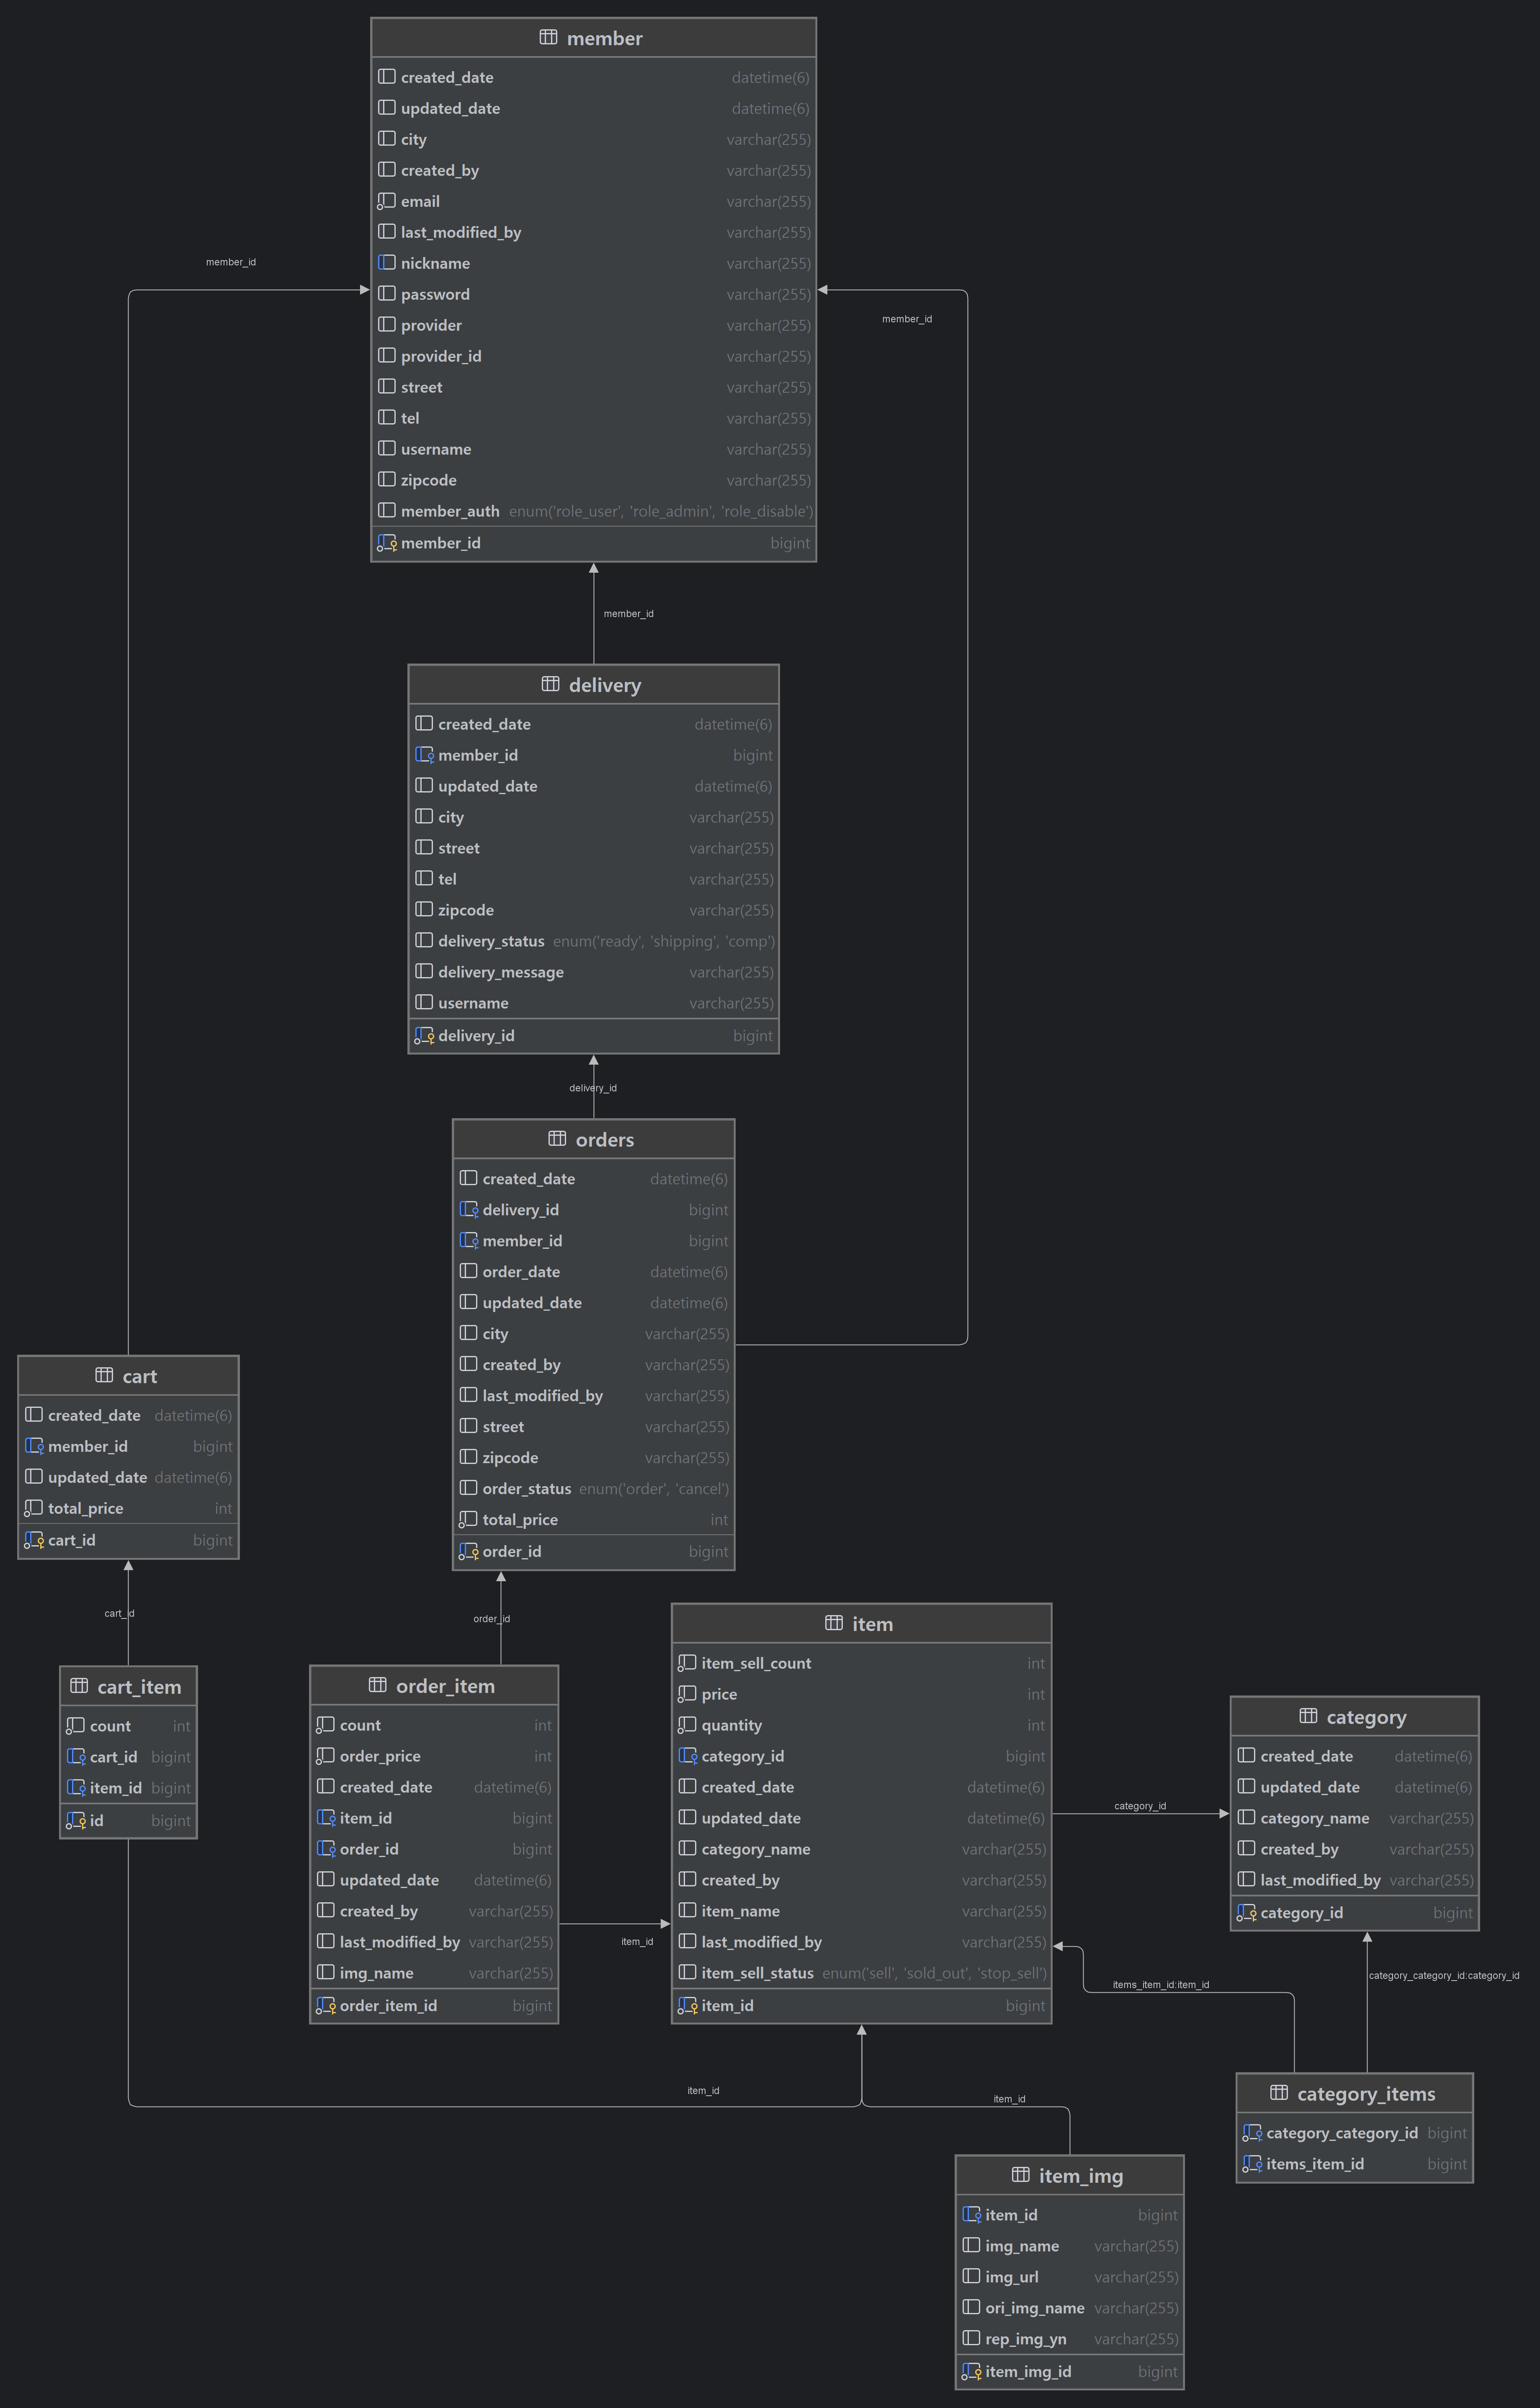 member
created_date datetime(6)
updated_date datetime(6)
city varchar(255)
created_by varchar(255)
email varchar(255)
last_modified_by varchar(255)
nickname varchar(255)
password varchar(255)
provider varchar(255)
provider_id varchar(255)
street varchar(255)
tel varchar(255)
username varchar(255)
zipcode varchar(255)
member_auth enum('role_user', 'role_admin', 'role_disable')
member_id bigint
member_id
member_id
member_id
delivery
created_date datetime(6)
member_id bigint
updated_date datetime(6)
city varchar(255)
street varchar(255)
tel varchar(255)
zipcode varchar(255)
delivery_status enum('ready', 'shipping', 'comp')
delivery_message varchar(255)
username varchar(255)
delivery_id bigint
delivery_id
orders
created_date datetime(6)
delivery_id bigint
member_id bigint
order_date datetime(6)
updated_date datetime(6)
city varchar(255)
created_by varchar(255)
last_modified_by varchar(255)
street varchar(255)
zipcode varchar(255)
order_status enum('order', 'cancel')
total_price int
order_id bigint
cart
created_date datetime(6)
member_id bigint
updated_date datetime(6)
total_price int
cart_id bigint
cart_id
order_id
cart_item
count int
cart_id bigint
item_id bigint
id bigint
order_item
count int
order_price int
created_date datetime(6)
item_id bigint
order_id bigint
updated_date datetime(6)
created_by varchar(255)
last_modified_by varchar(255)
img_name varchar(255)
order_item_id bigint
item_id
item
item_sell_count int
price int
quantity int
category_id bigint
created_date datetime(6)
updated_date datetime(6)
category_name varchar(255)
created_by varchar(255)
item_name varchar(255)
last_modified_by varchar(255)
item_sell_status enum('sell', 'sold_out', 'stop_sell')
item_id bigint
category_id
category
created_date datetime(6)
updated_date datetime(6)
category_name varchar(255)
created_by varchar(255)
last_modified_by varchar(255)
category_id bigint
category_category_id:category_id
items_item_id:item_id
item_id
item_id
category_items
category_category_id bigint
items_item_id bigint
item_img
item_id bigint
img_name varchar(255)
img_url varchar(255)
ori_img_name varchar(255)
rep_img_yn varchar(255)
item_img_id bigint